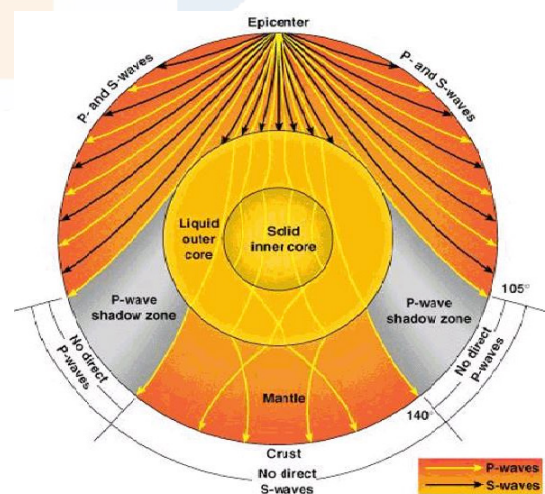 Epicenter
P- and S-waves
P- and S-waves
Liquid
outer
core
Solid
inner core
P-wave
shadow zone
P-wave
shadow zone
105°
No direct
P-waves
No direct
P-waves
Mantle
140°
Crust
No direct
S-waves
P-waves
S-waves